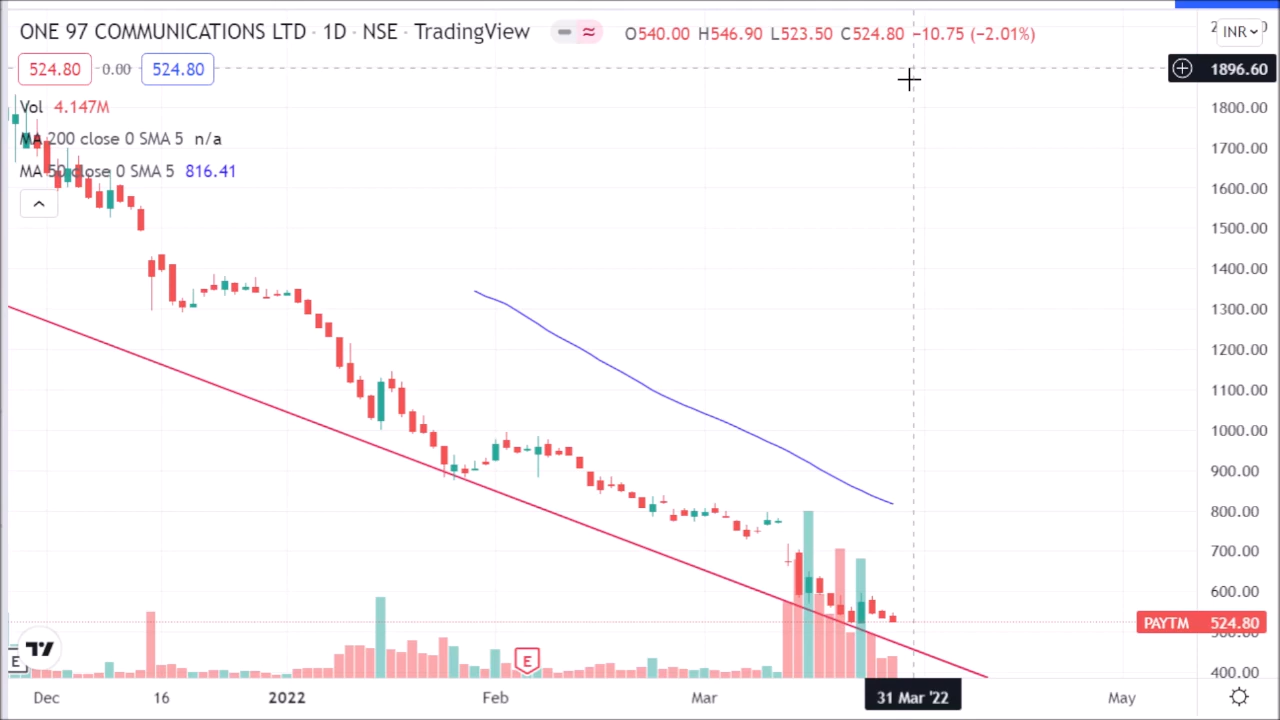 ONE 97 COMMUNICATIONS LTD · 1D · NSE · TradingView
O540.00 H546.90 L523.50 C524.80 −10.75 (−2.01%)
INR
524.80 0.00 524.80
1896.60
Vol 4.147M
1800.00
MA 200 close 0 SMA 5 n/a
1700.00
MA 50 close 0 SMA 5 816.41
1600.00
1500.00
1400.00
1300.00
1200.00
1100.00
1000.00
900.00
800.00
700.00
600.00
PAYTM 524.80
E
E
400.00
Dec 16 2022 Feb Mar 31 Mar '22 May